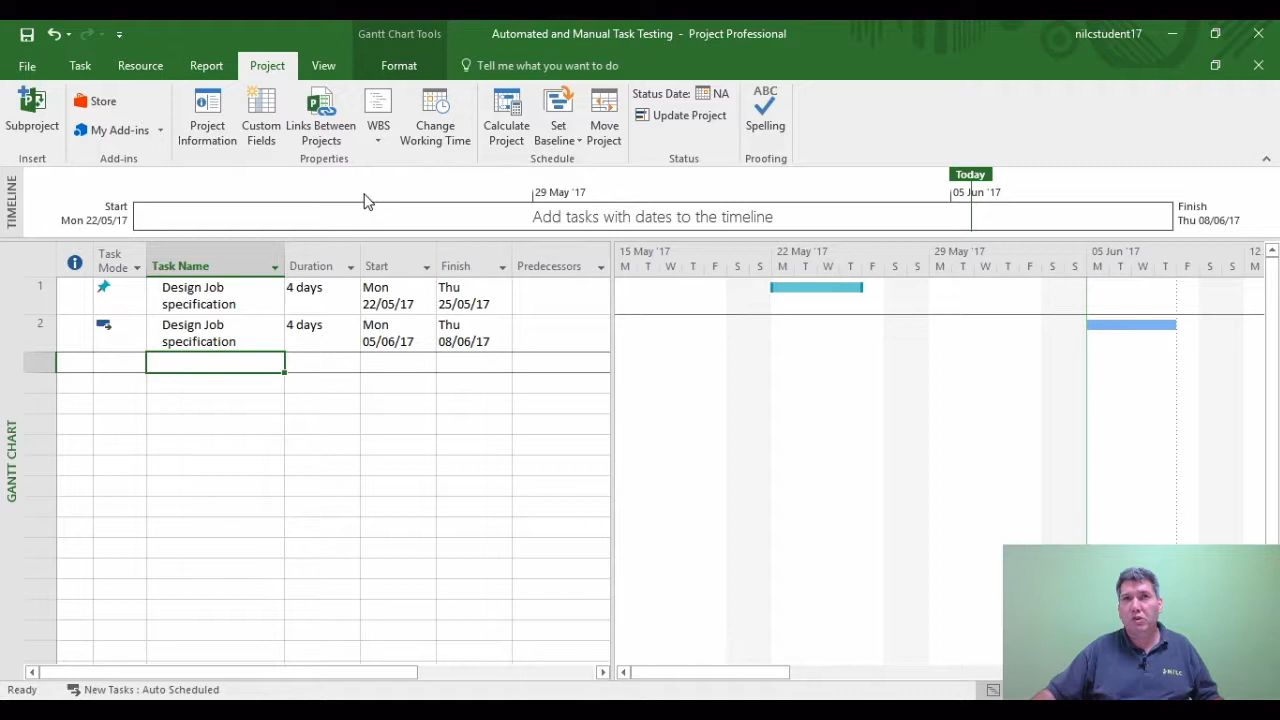 Gantt Chart Tools
Automated and Manual Task Testing - Project Professional
nilcstudent17
File Task Resource Report Project View Format Tell me what you want to do
Subproject
Insert
Store
My Add-ins
Add-ins
Project Information
Custom Fields
Links Between Projects
WBS
Change Working Time
Properties
Calculate Project
Set Baseline
Move Project
Schedule
Status Date: NA
Update Project
Status
ABC
Spelling
Proofing
TIMELINE
Today
29 May '17
05 Jun '17
Start
Mon 22/05/17
Add tasks with dates to the timeline
Finish
Thu 08/06/17
Task Mode Task Name Duration Start Finish Predecessors
15 May '17 22 May '17 29 May '17 05 Jun '17 12
M T W T F S S M T W T F S S M T W T F S S M T W T F S S M
1 Design Job specification 4 days Mon 22/05/17 Thu 25/05/17
2 Design Job specification 4 days Mon 05/06/17 Thu 08/06/17
GANTT CHART
Ready New Tasks : Auto Scheduled